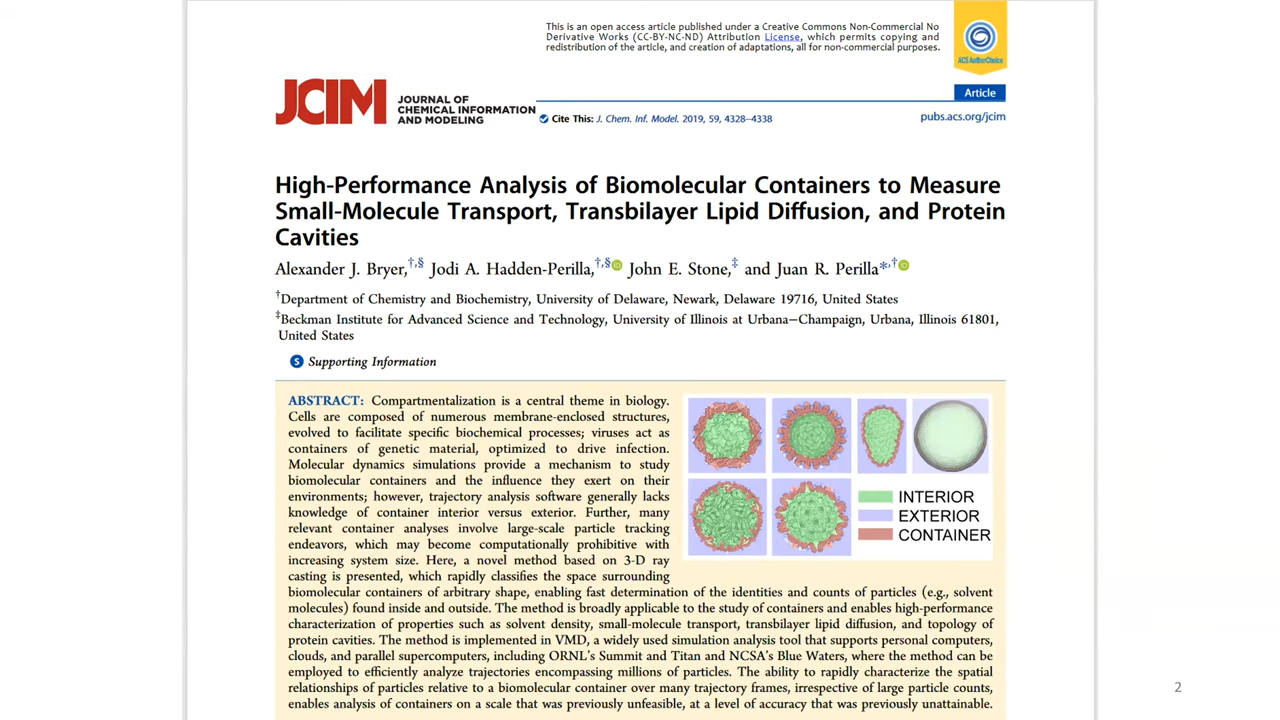 This is an open access article published under a Creative Commons Non-Commercial No
Derivative Works (CC-BY-NC-ND) Attribution License, which permits copying and
redistribution of the article, and creation of adaptations, all for non-commercial purposes.
ACS AuthorChoice
Article
JCIM
JOURNAL OF
CHEMICAL INFORMATION
AND MODELING
Cite This: J. Chem. Inf. Model. 2019, 59, 4328−4338
pubs.acs.org/jcim
High-Performance Analysis of Biomolecular Containers to Measure
Small-Molecule Transport, Transbilayer Lipid Diffusion, and Protein
Cavities
Alexander J. Bryer,†,§ Jodi A. Hadden-Perilla,†,§ John E. Stone,‡ and Juan R. Perilla*,†
†Department of Chemistry and Biochemistry, University of Delaware, Newark, Delaware 19716, United States
‡Beckman Institute for Advanced Science and Technology, University of Illinois at Urbana−Champaign, Urbana, Illinois 61801,
United States
S Supporting Information
ABSTRACT: Compartmentalization is a central theme in biology.
Cells are composed of numerous membrane-enclosed structures,
evolved to facilitate specific biochemical processes; viruses act as
containers of genetic material, optimized to drive infection.
Molecular dynamics simulations provide a mechanism to study
biomolecular containers and the influence they exert on their
environments; however, trajectory analysis software generally lacks
knowledge of container interior versus exterior. Further, many
relevant container analyses involve large-scale particle tracking
endeavors, which may become computationally prohibitive with
increasing system size. Here, a novel method based on 3-D ray
casting is presented, which rapidly classifies the space surrounding
biomolecular containers of arbitrary shape, enabling fast determination of the identities and counts of particles (e.g., solvent
molecules) found inside and outside. The method is broadly applicable to the study of containers and enables high-performance
characterization of properties such as solvent density, small-molecule transport, transbilayer lipid diffusion, and topology of
protein cavities. The method is implemented in VMD, a widely used simulation analysis tool that supports personal computers,
clouds, and parallel supercomputers, including ORNL's Summit and Titan and NCSA's Blue Waters, where the method can be
employed to efficiently analyze trajectories encompassing millions of particles. The ability to rapidly characterize the spatial
relationships of particles relative to a biomolecular container over many trajectory frames, irrespective of large particle counts,
enables analysis of containers on a scale that was previously unfeasible, at a level of accuracy that was previously unattainable.
INTERIOR
EXTERIOR
CONTAINER
2